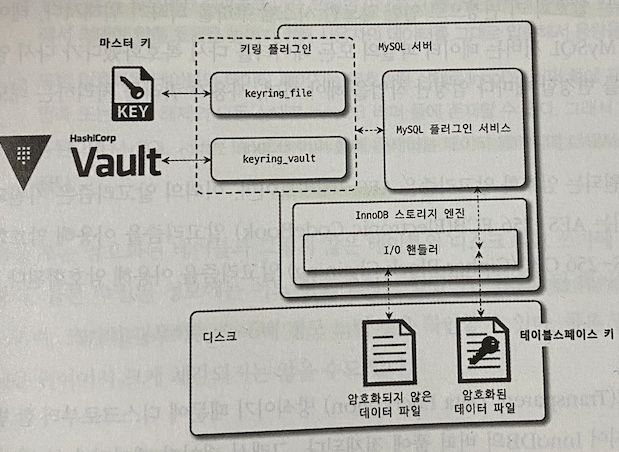 마스터 키
키링 플러그인
MySQL 서버
KEY
keyring_file
HashiCorp
Vault
keyring_vault
MySQL 플러그인 서비스
InnoDB 스토리지 엔진
I/O 핸들러
디스크
테이블스페이스 키
암호화되지 않은
데이터 파일
암호화된
데이터 파일